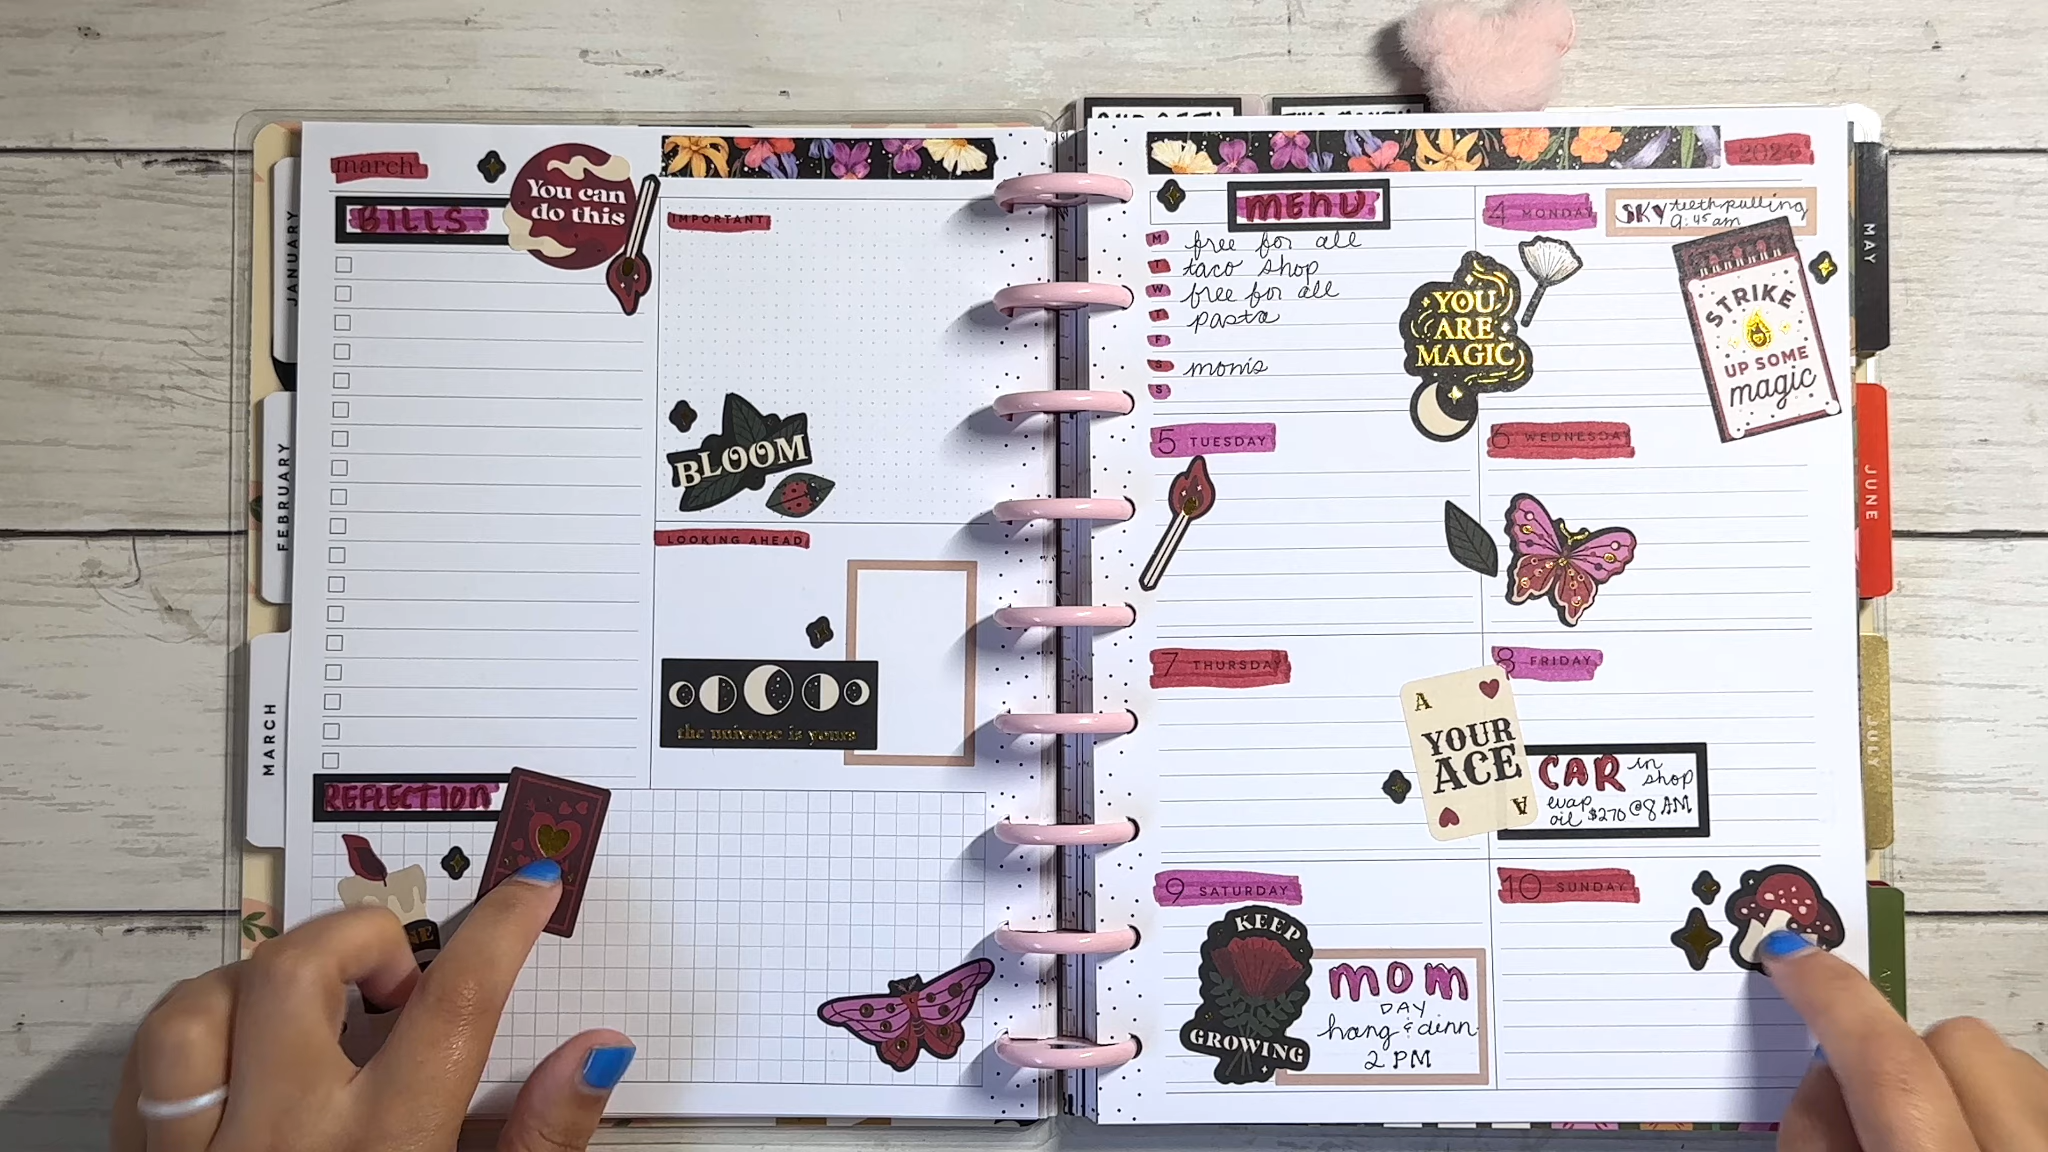 march
You can
do this
BILLS
IMPORTANT
BLOOM
LOOKING AHEAD
the universe is yours
REFLECTION
JANUARY
FEBRUARY
MARCH
2024
MENU
M free for all
T taco shop
W free for all
T pasta
F
S mom's
S
YOU
ARE
MAGIC
4 MONDAY
SKY teeth pulling
9:45 am
STRIKE
UP SOME
magic
5 TUESDAY
6 WEDNESDAY
7 THURSDAY
8 FRIDAY
A
YOUR
ACE
A
CAR in
shop
evap
oil $270 @ 8 AM
9 SATURDAY
KEEP
GROWING
MOM
DAY
hang & dinn
2 PM
10 SUNDAY
MAY
JUNE
JULY